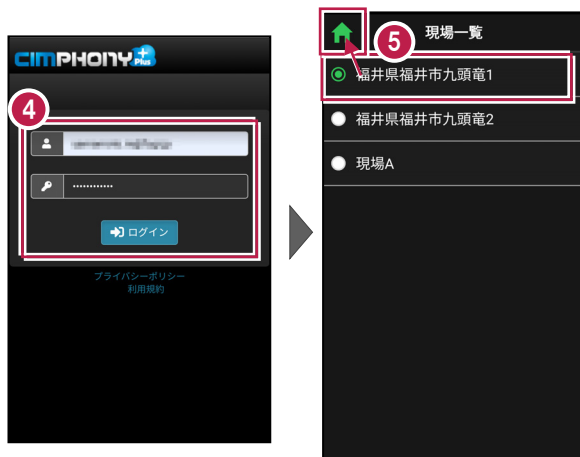 CIMPHONY Plus
4
············
ログイン
プライバシーポリシー
利用規約
5
現場一覧
福井県福井市九頭竜1
福井県福井市九頭竜2
現場A